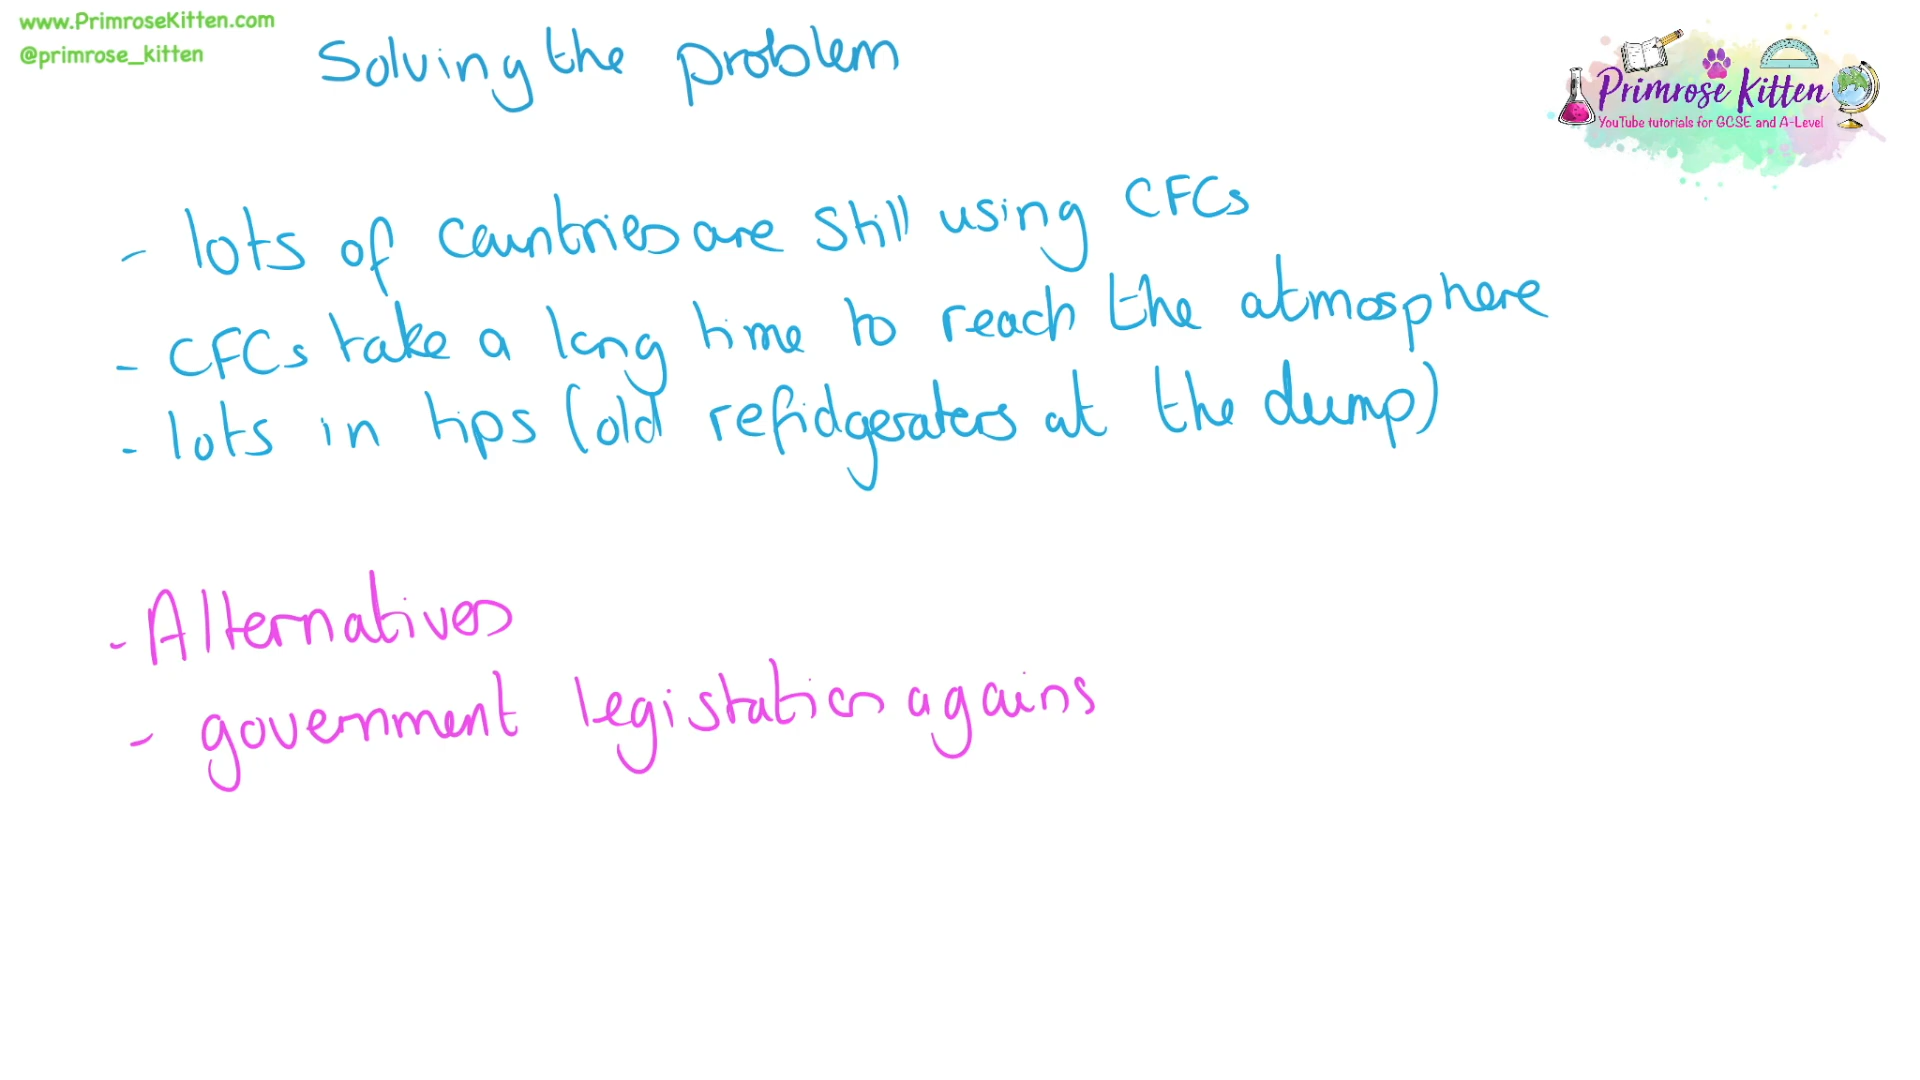 www.PrimroseKitten.com
@primrose_kitten
Solving the problem
Primrose Kitten
YouTube tutorials for GCSE and A-Level
- lots of countries are still using CFCs
- CFCs take a long time to reach the atmosphere
- lots in tips (old refidgeraters at the dump)
- Alternatives
- government legistation agains